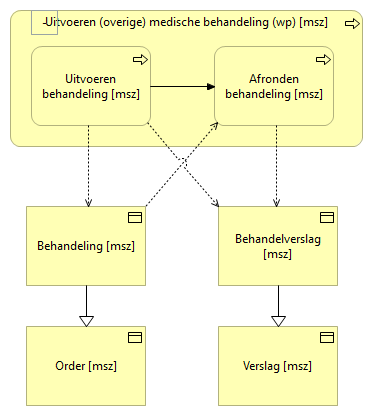 -Uitvoeren (overige) medische behandeling (wp) [msz]
Uitvoeren
behandeling [msz]
Afronden
behandeling [msz]
Behandeling [msz]
Behandelverslag
[msz]
Order [msz]
Verslag [msz]